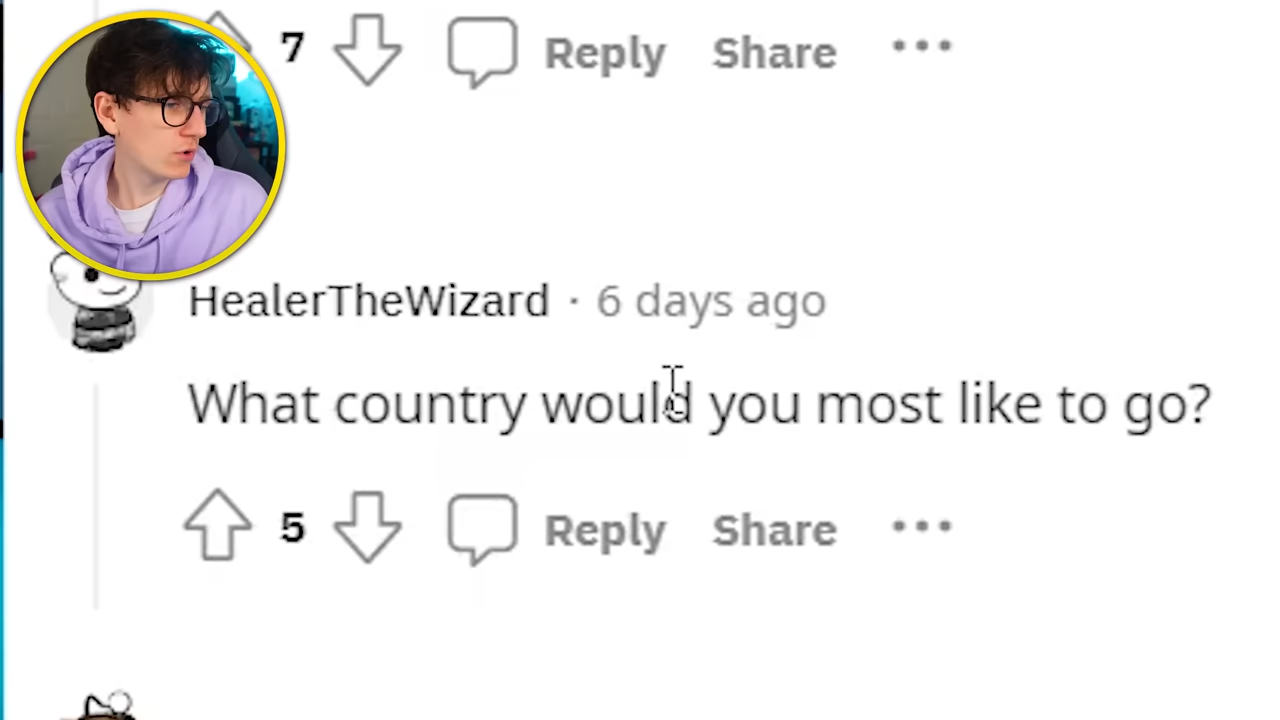 7 Reply Share
HealerTheWizard · 6 days ago
What country would you most like to go?
5 Reply Share